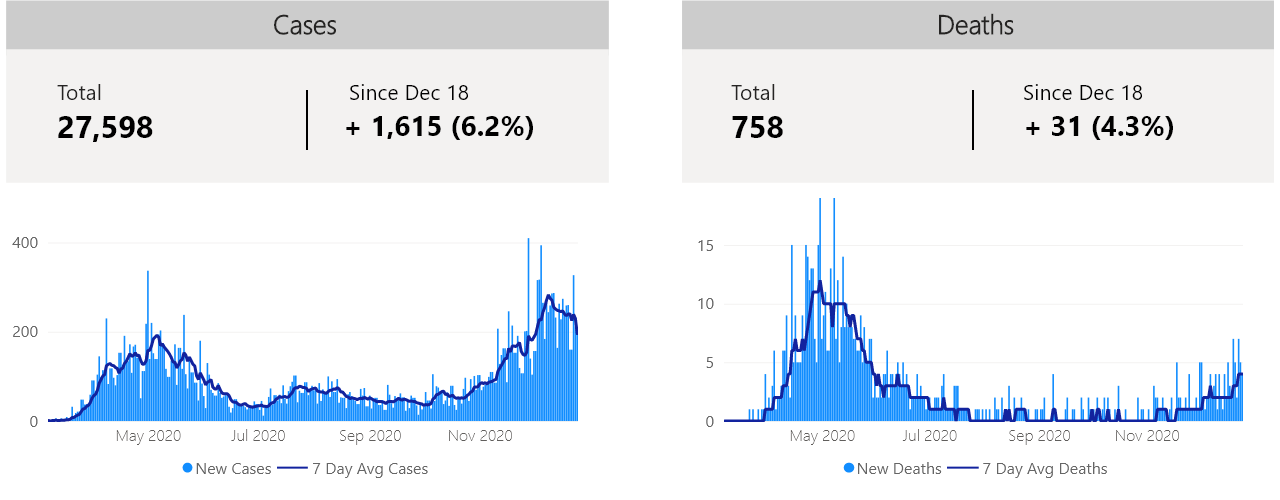 Cases
Total
27,598
Since Dec 18
+ 1,615 (6.2%)
400
200
0
May 2020
Jul 2020
Sep 2020
Nov 2020
New Cases
7 Day Avg Cases
Deaths
Total
758
Since Dec 18
+ 31 (4.3%)
15
10
5
0
May 2020
Jul 2020
Sep 2020
Nov 2020
New Deaths
7 Day Avg Deaths